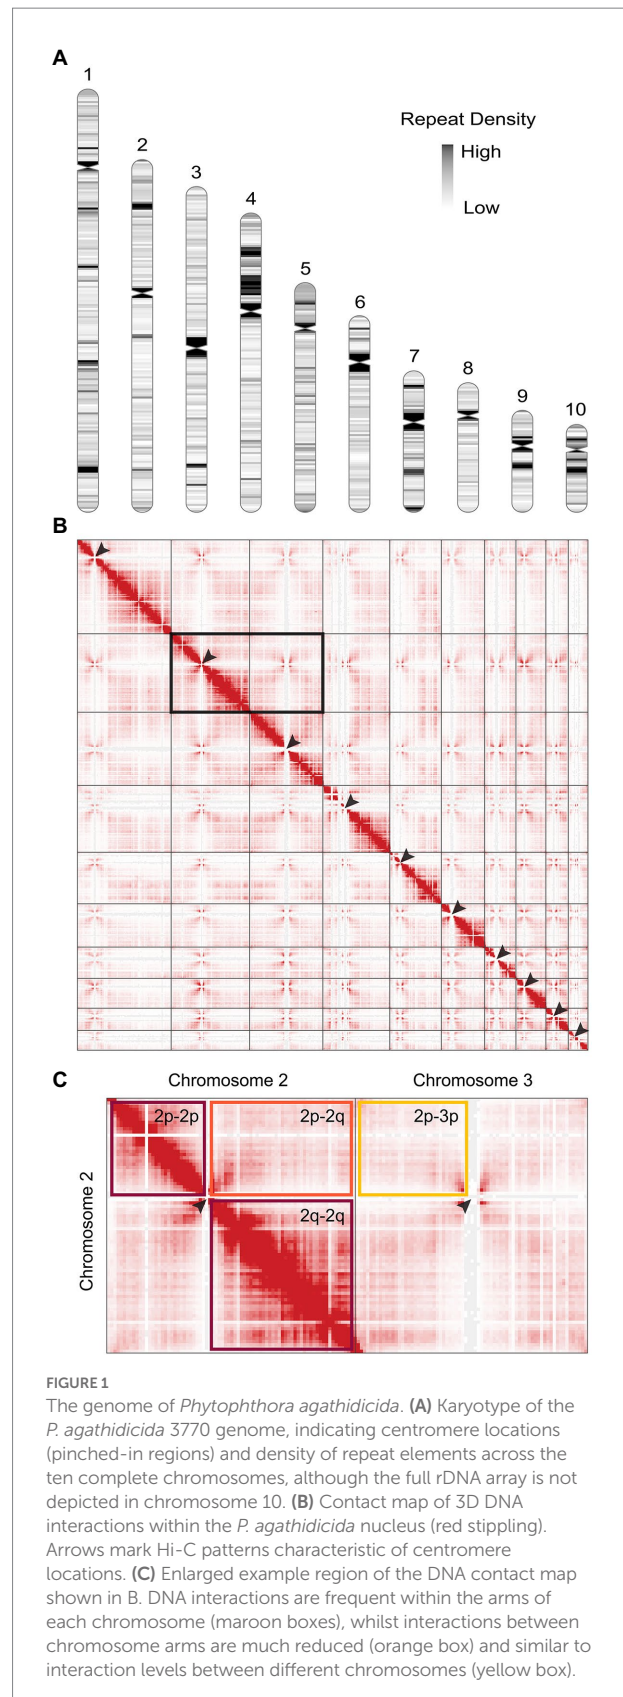 A
1
2
3
4
5
6
7
8
9
10
Repeat Density
High
Low
B
C
Chromosome 2
Chromosome 3
Chromosome 2
2p-2p
2p-2q
2p-3p
2q-2q
FIGURE 1
The genome of Phytophthora agathidicida. (A) Karyotype of the
P. agathidicida 3770 genome, indicating centromere locations
(pinched-in regions) and density of repeat elements across the
ten complete chromosomes, although the full rDNA array is not
depicted in chromosome 10. (B) Contact map of 3D DNA
interactions within the P. agathidicida nucleus (red stippling).
Arrows mark Hi-C patterns characteristic of centromere
locations. (C) Enlarged example region of the DNA contact map
shown in B. DNA interactions are frequent within the arms of
each chromosome (maroon boxes), whilst interactions between
chromosome arms are much reduced (orange box) and similar to
interaction levels between different chromosomes (yellow box).